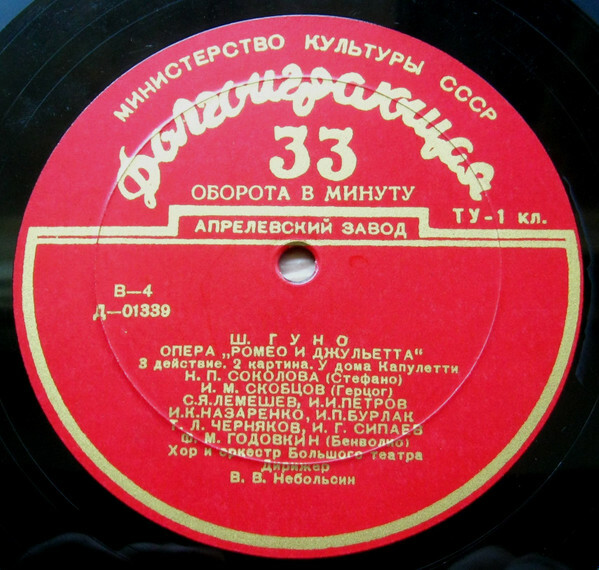 МИНИСТЕРСТВО КУЛЬТУРЫ СССР
Долгоиграющая
33
ОБОРОТА В МИНУТУ
АПРЕЛЕВСКИЙ ЗАВОД
ТУ-1 кл.
В—4
Д—01339
Ш. ГУНО
ОПЕРА „РОМЕО И ДЖУЛЬЕТТА“
3 действие. 2 картина. У дома Капулетти
Н. П. СОКОЛОВА (Стефано)
И. М. СКОБЦОВ (Герцог)
С.Я.ЛЕМЕШЕВ, И.И.ПЕТРОВ
И.К.НАЗАРЕНКО, И.П.БУРЛАК
Т. Л. ЧЕРНЯКОВ, И. Г. СИПАЕВ
Ф. М. ГОДОВКИН (Бенволио)
Хор и оркестр Большого театра
Дирижер
В. В. Небольсин